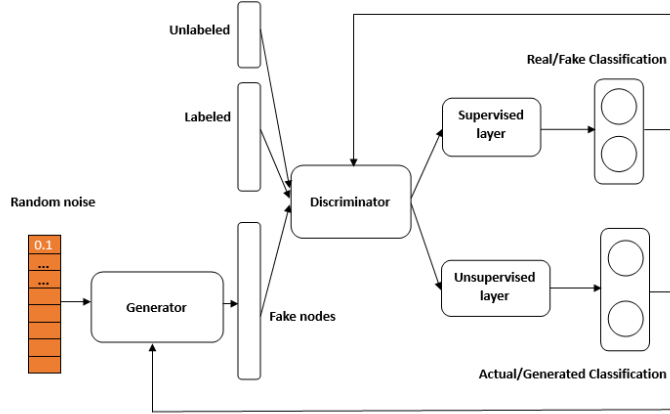 Unlabeled
Real/Fake Classification
Labeled
Supervised
layer
Random noise
Discriminator
0.1
...
...
Generator
Fake nodes
Unsupervised
layer
Actual/Generated Classification